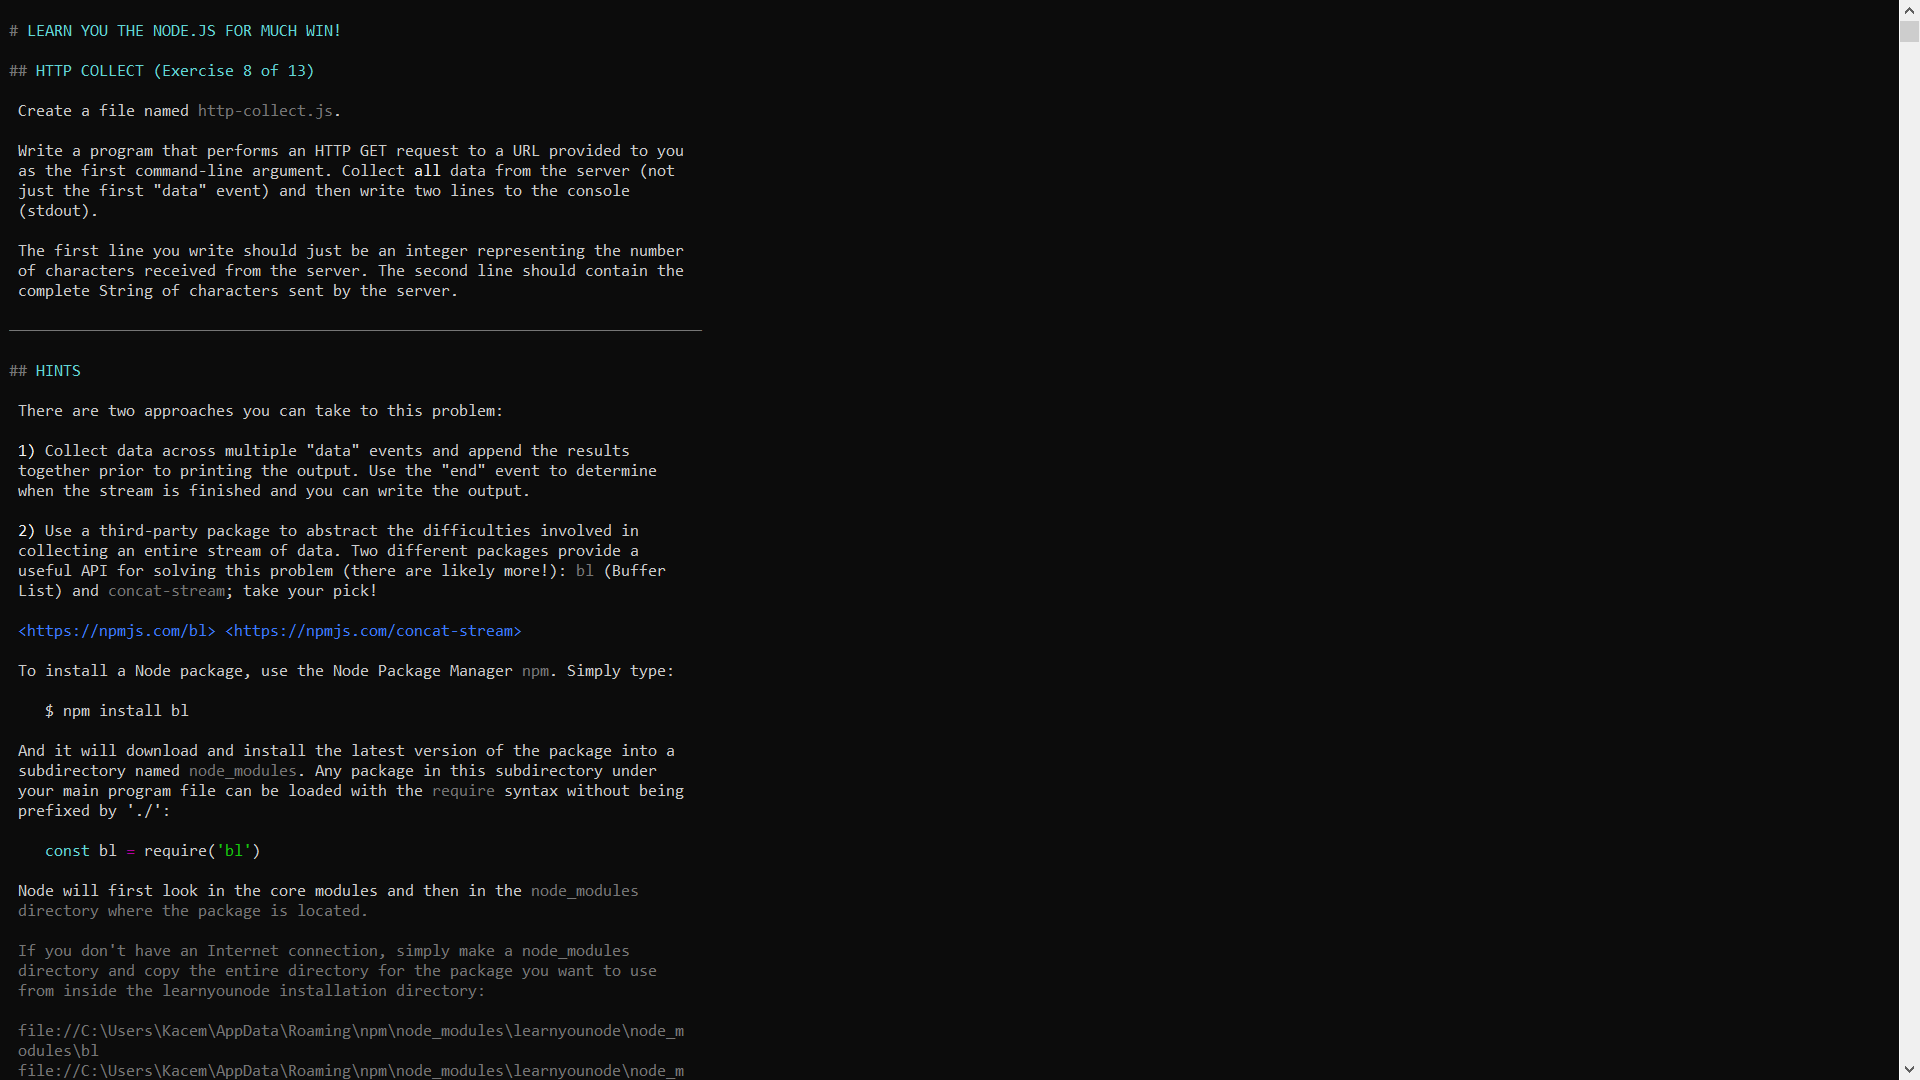 # LEARN YOU THE NODE.JS FOR MUCH WIN!
## HTTP COLLECT (Exercise 8 of 13)
Create a file named http-collect.js.
Write a program that performs an HTTP GET request to a URL provided to you
as the first command-line argument. Collect all data from the server (not
just the first "data" event) and then write two lines to the console
(stdout).
The first line you write should just be an integer representing the number
of characters received from the server. The second line should contain the
complete String of characters sent by the server.
## HINTS
There are two approaches you can take to this problem:
1) Collect data across multiple "data" events and append the results
together prior to printing the output. Use the "end" event to determine
when the stream is finished and you can write the output.
2) Use a third-party package to abstract the difficulties involved in
collecting an entire stream of data. Two different packages provide a
useful API for solving this problem (there are likely more!): bl (Buffer
List) and concat-stream; take your pick!
<https://npmjs.com/bl> <https://npmjs.com/concat-stream>
To install a Node package, use the Node Package Manager npm. Simply type:
$ npm install bl
And it will download and install the latest version of the package into a
subdirectory named node_modules. Any package in this subdirectory under
your main program file can be loaded with the require syntax without being
prefixed by './':
const bl = require('bl')
Node will first look in the core modules and then in the node_modules
directory where the package is located.
If you don't have an Internet connection, simply make a node_modules
directory and copy the entire directory for the package you want to use
from inside the learnyounode installation directory:
file://C:\Users\Kacem\AppData\Roaming\npm\node_modules\learnyounode\node_m
odules\bl
file://C:\Users\Kacem\AppData\Roaming\npm\node_modules\learnyounode\node_m